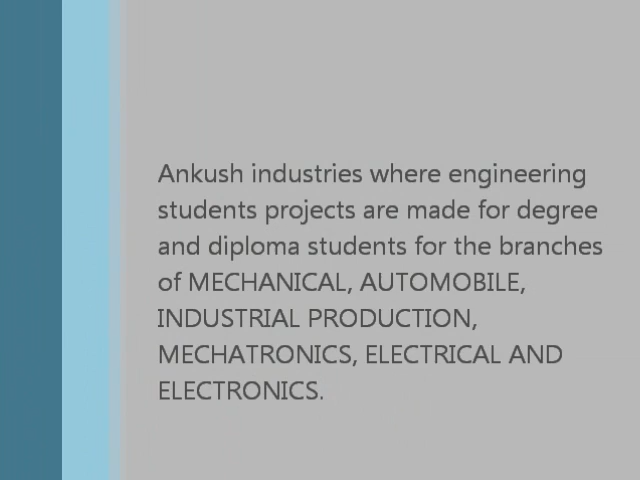 Ankush industries where engineering
students projects are made for degree
and diploma students for the branches
of MECHANICAL, AUTOMOBILE,
INDUSTRIAL PRODUCTION,
MECHATRONICS, ELECTRICAL AND
ELECTRONICS.